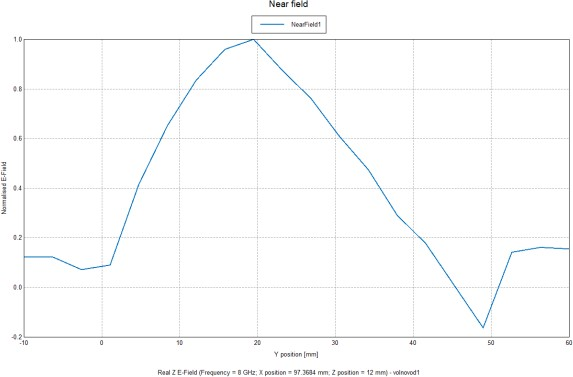 Near field
NearField1
1.0
0.8
0.6
0.4
0.2
0.0
-0.2
Normalised E-Field
-10 0 10 20 30 40 50 60
Y position [mm]
Real Z E-Field (Frequency = 8 GHz; X position = 97.3684 mm; Z position = 12 mm) - volnovod1